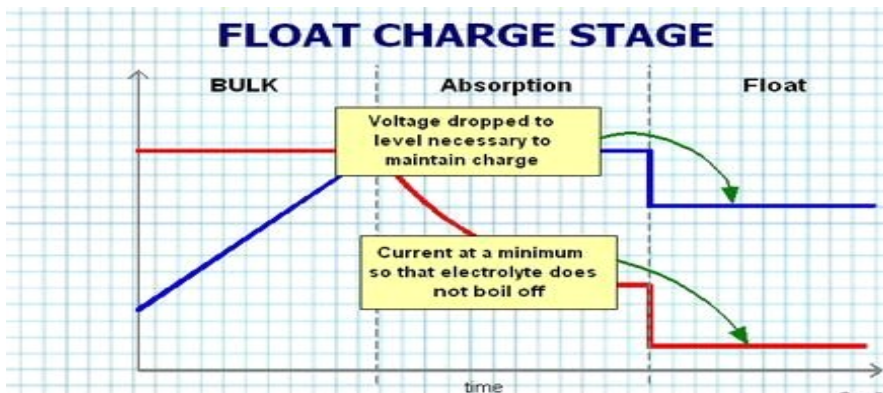 FLOAT CHARGE STAGE
BULK
Absorption
Float
Voltage dropped to
level necessary to
maintain charge
Current at a minimum
so that electrolyte does
not boil off
time